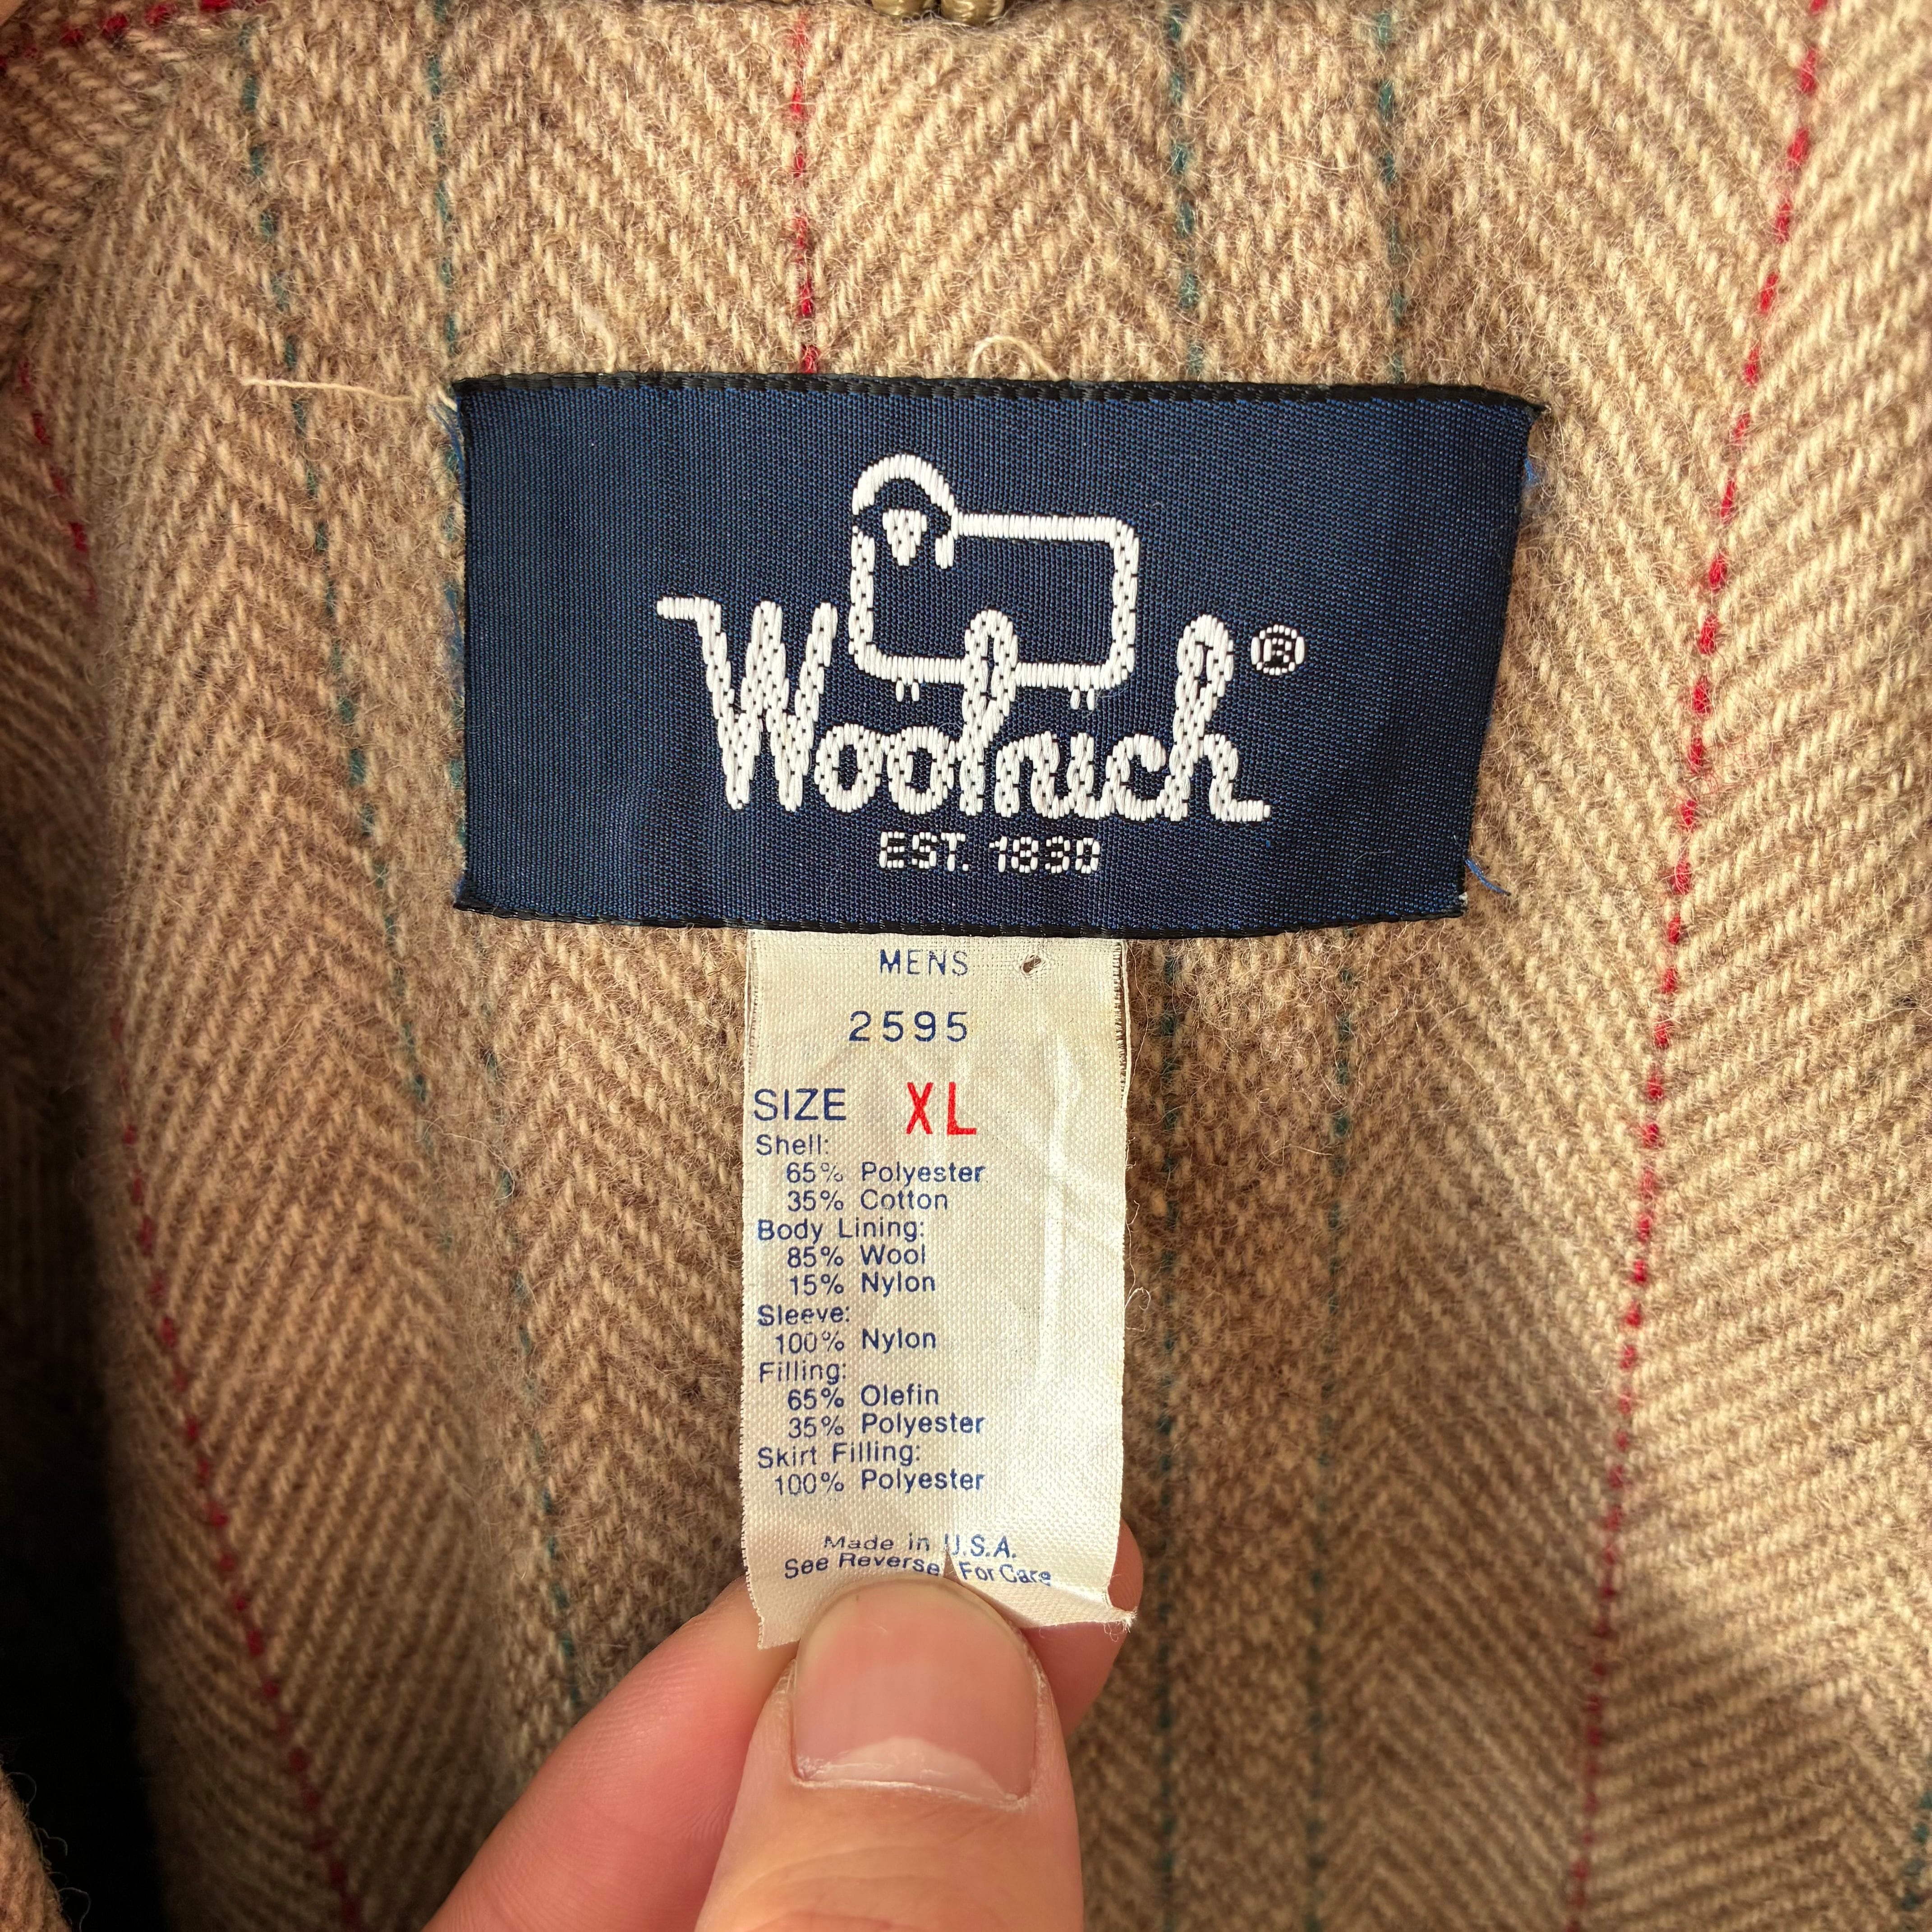 Woolrich®
EST. 1830
MENS
2595
SIZE XL
Shell:
65% Polyester
35% Cotton
Body Lining:
85% Wool
15% Nylon
Sleeve:
100% Nylon
Filling:
65% Olefin
35% Polyester
Skirt Filling:
100% Polyester
Made in U.S.A.
See Reverse For Care